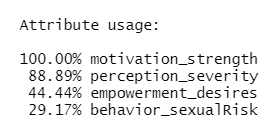 Attribute usage:
100.00% motivation_strength
88.89% perception_severity
44.44% empowerment_desires
29.17% behavior_sexualRisk